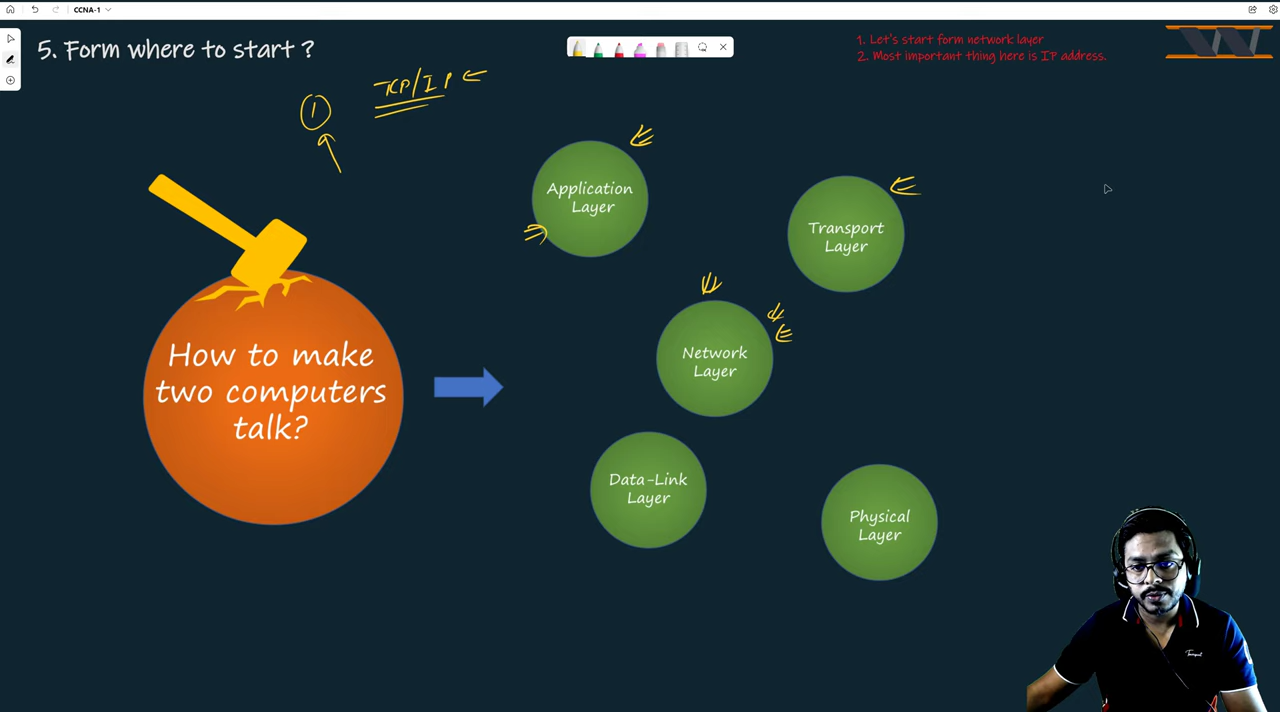 CCNA-1
5. Form where to start ?
1. Let's start form network layer
2. Most important thing here is IP address.
TCP/IP
1
Application
Layer
Transport
Layer
How to make
two computers
talk?
Network
Layer
Data-Link
Layer
Physical
Layer